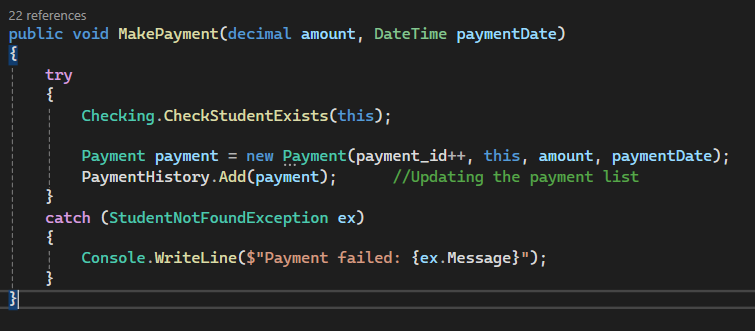 22 references
public void MakePayment(decimal amount, DateTime paymentDate)
{
try
{
Checking.CheckStudentExists(this);
Payment payment = new Payment(payment_id++, this, amount, paymentDate);
PaymentHistory.Add(payment); //Updating the payment list
}
catch (StudentNotFoundException ex)
{
Console.WriteLine($"Payment failed: {ex.Message}");
}
}